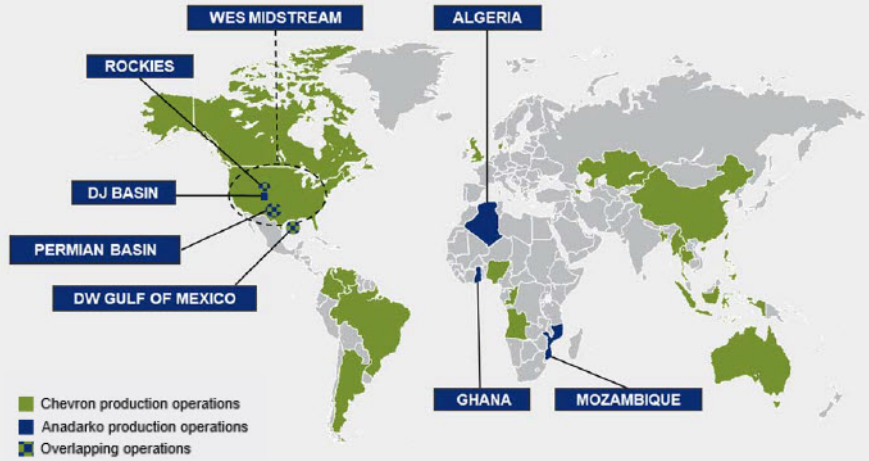 WES MIDSTREAM
ALGERIA
ROCKIES
DJ BASIN
PERMIAN BASIN
DW GULF OF MEXICO
GHANA
MOZAMBIQUE
Chevron production operations
Anadarko production operations
Overlapping operations